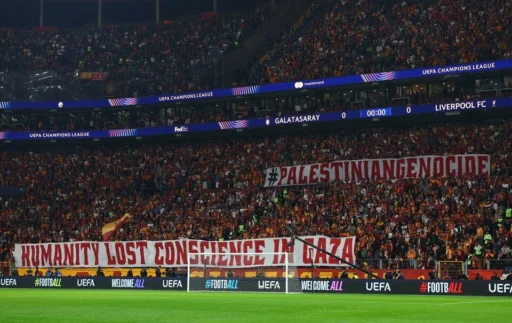 UEFA CHAMPIONS LEAGUE
UEFA CHAMPIONS LEAGUE
UEFA CHAMPIONS LEAGUE FedEx GALATASARAY 0 00:00 0 LIVERPOOL FC
#PALESTINIANGENOCIDE
HUMANITY LOST CONSCIENCE IN GAZA
UEFA #FOOTBALL WELCOME ALL UEFA #FOOTBALL UEFA #FOOTBALL WELCOME ALL UEFA #FOOTBALL UEFA